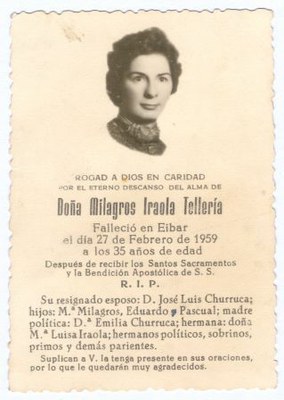 ROGAD A DIOS EN CARIDAD
POR EL ETERNO DESCANSO DEL ALMA DE
Doña Milagros Iraola Tellería
Falleció en Eibar
el día 27 de Febrero de 1959
a los 35 años de edad
Después de recibir los Santos Sacramentos
y la Bendición Apostólica de S. S.
R. I. P.
Su resignado esposo: D. José Luis Churruca;
hijos: M.ª Milagros, Eduardo y Pascual; madre
política: D.ª Emilia Churruca; hermana: doña
M.ª Luisa Iraola; hermanos políticos, sobrinos,
primos y demás parientes.
Suplican a V. la tenga presente en sus oraciones,
por lo que le quedarán muy agradecidos.